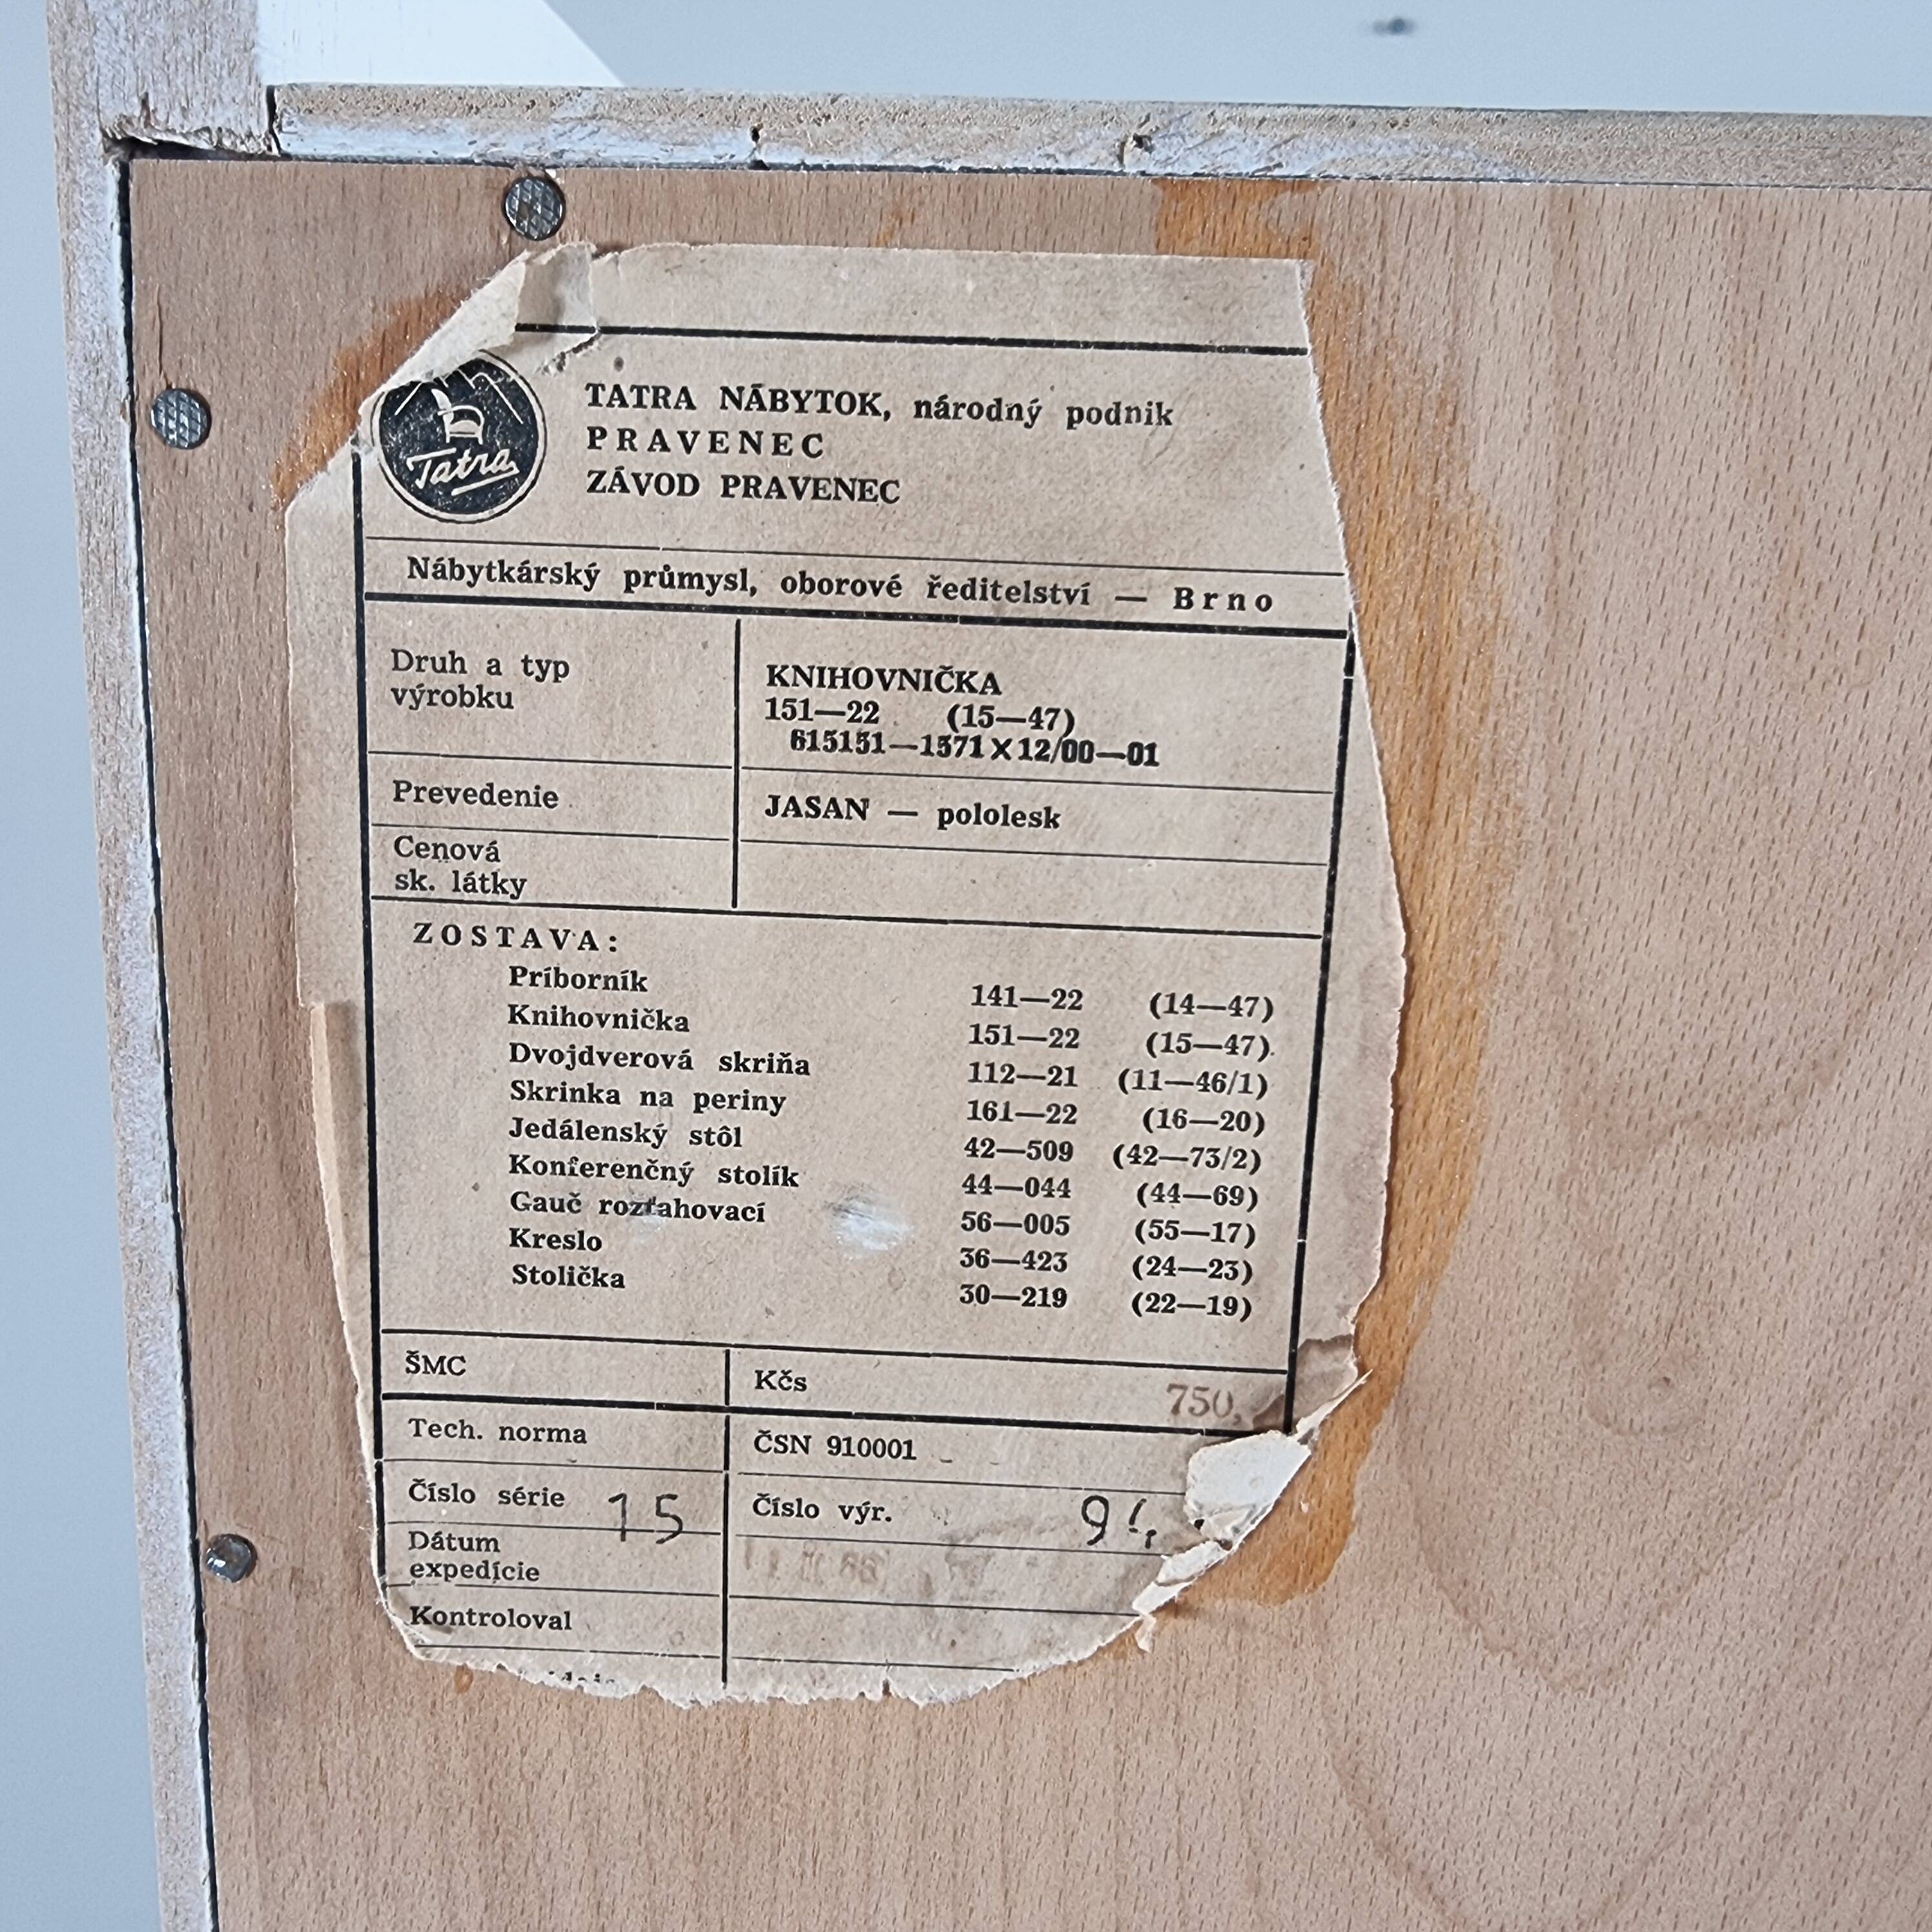 Tatra
TATRA NÁBYTOK, národný podnik
PRAVENEC
ZÁVOD PRAVENEC
Nábytkárský průmysl, oborové ředitelství — Brno
Druh a typ
výrobku
KNIHOVNIČKA
151—22 (15—47)
615151—1571 X 12/00—01
Prevedenie
JASAN — pololesk
Cenová
sk. látky
ZOSTAVA:
Príborník 141—22 (14—47)
Knihovnička 151—22 (15—47)
Dvojdverová skriňa 112—21 (11—46/1)
Skrinka na periny 161—22 (16—20)
Jedálenský stôl 42—509 (42—73/2)
Konferenčný stolík 44—044 (44—69)
Gauč rozťahovací 56—005 (55—17)
Kreslo 36—423 (24—23)
Stolička 30—219 (22—19)
ŠMC Kčs 750,
Tech. norma ČSN 910001
Číslo série 15 Číslo výr. 9
Dátum
expedície
Kontroloval